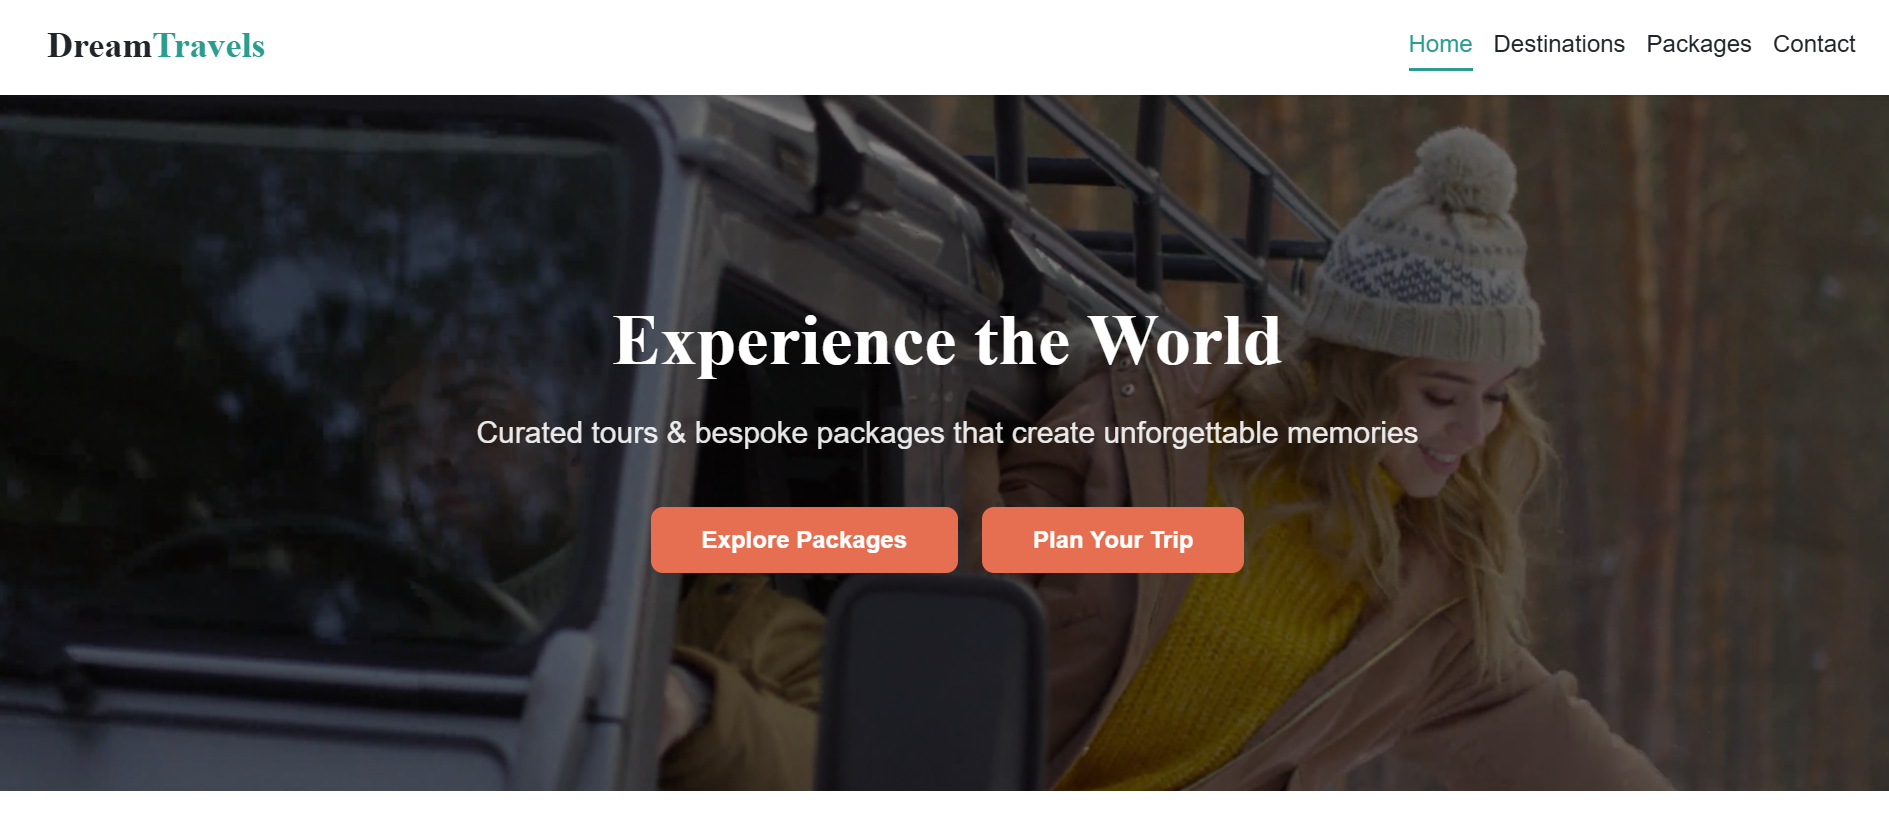 DreamTravels
Home Destinations Packages Contact
Experience the World
Curated tours & bespoke packages that create unforgettable memories
Explore Packages Plan Your Trip